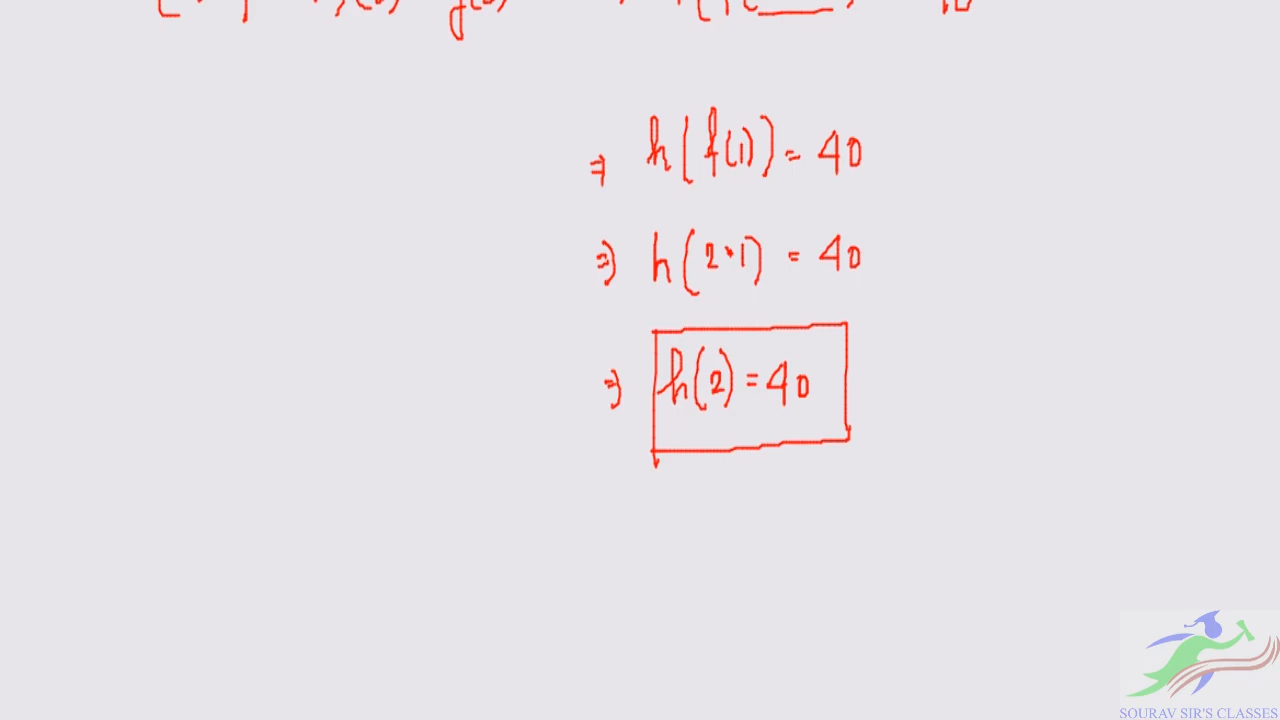 ⇒ h(f(1)) = 40
⇒ h(2·1) = 40
⇒ h(2) = 40
SOURAV SIR'S CLASSES